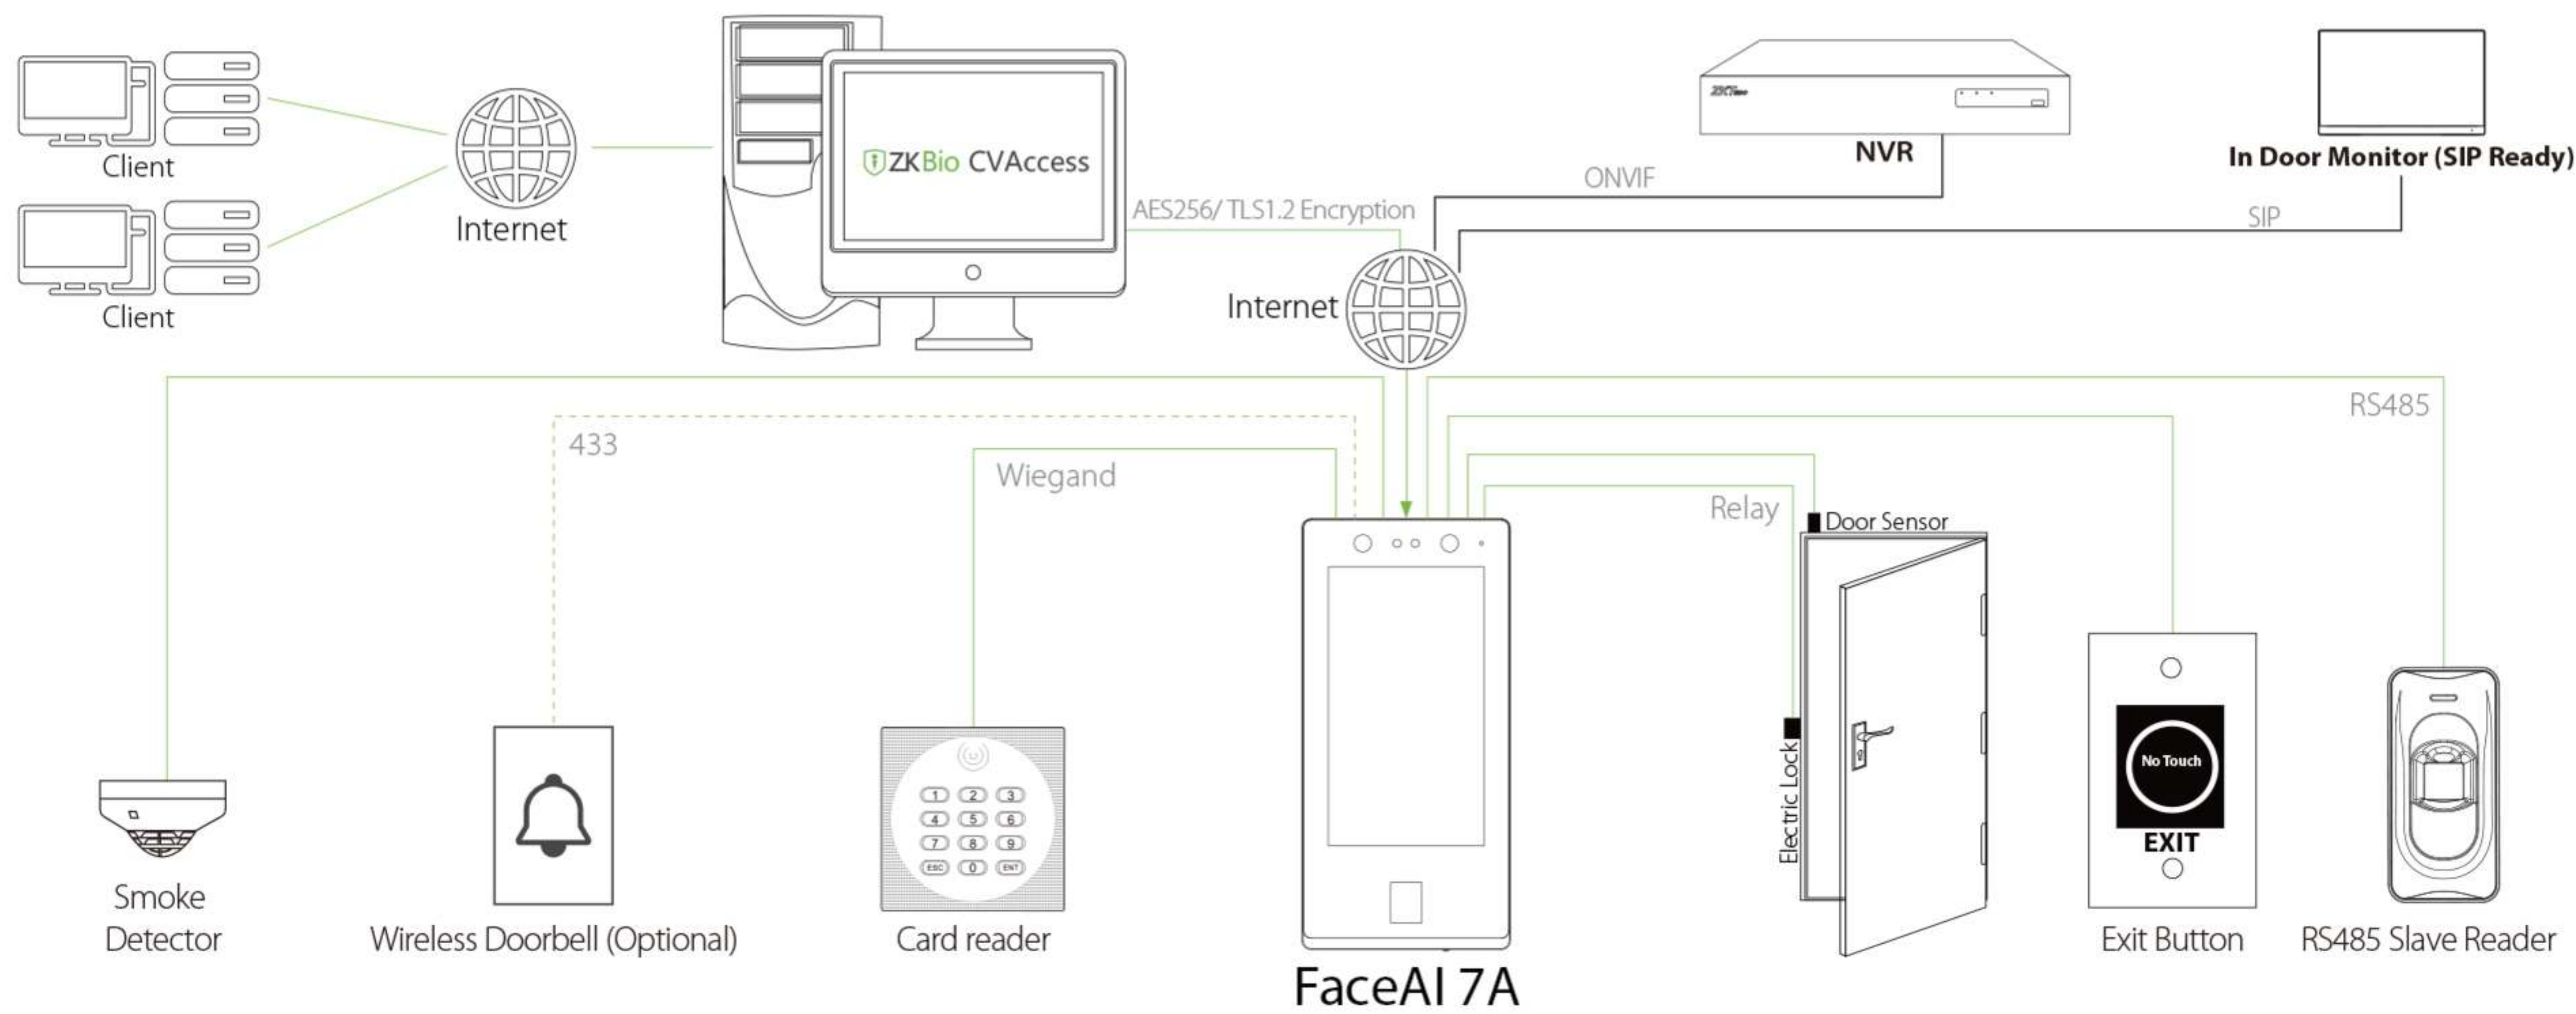 Client
Client
Internet
ZKBio CVAccess
AES256/ TLS1.2 Encryption
ZKTeco
NVR
ONVIF
In Door Monitor (SIP Ready)
SIP
Internet
433
Wiegand
RS485
Relay
Door Sensor
Electric Lock
1 2 3
4 5 6
7 8 9
ESC 0 ENT
No Touch
EXIT
Smoke
Detector
Wireless Doorbell (Optional)
Card reader
FaceAI 7A
Exit Button
RS485 Slave Reader